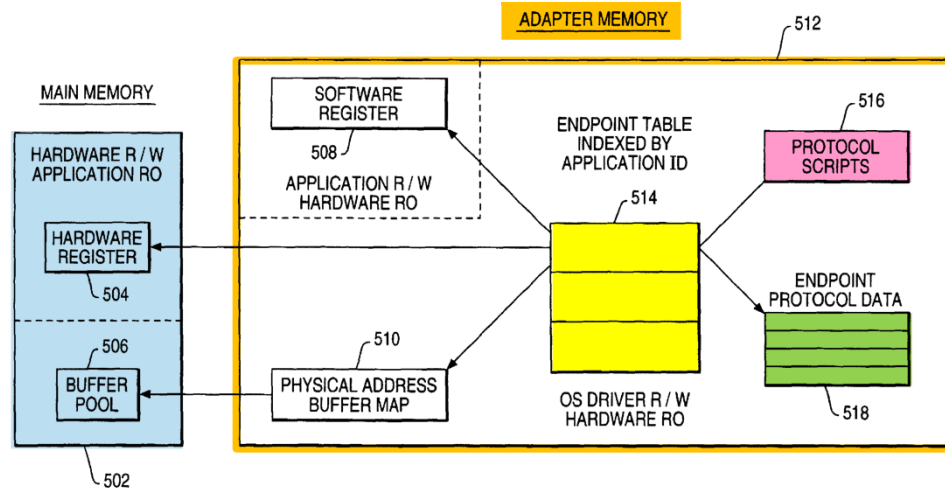 ADAPTER MEMORY
512
MAIN MEMORY
HARDWARE R / W
APPLICATION RO
HARDWARE
REGISTER
504
506
BUFFER
POOL
502
SOFTWARE
REGISTER
508
APPLICATION R / W
HARDWARE RO
510
PHYSICAL ADDRESS
BUFFER MAP
ENDPOINT TABLE
INDEXED BY
APPLICATION ID
514
OS DRIVER R / W
HARDWARE RO
516
PROTOCOL
SCRIPTS
ENDPOINT
PROTOCOL DATA
518